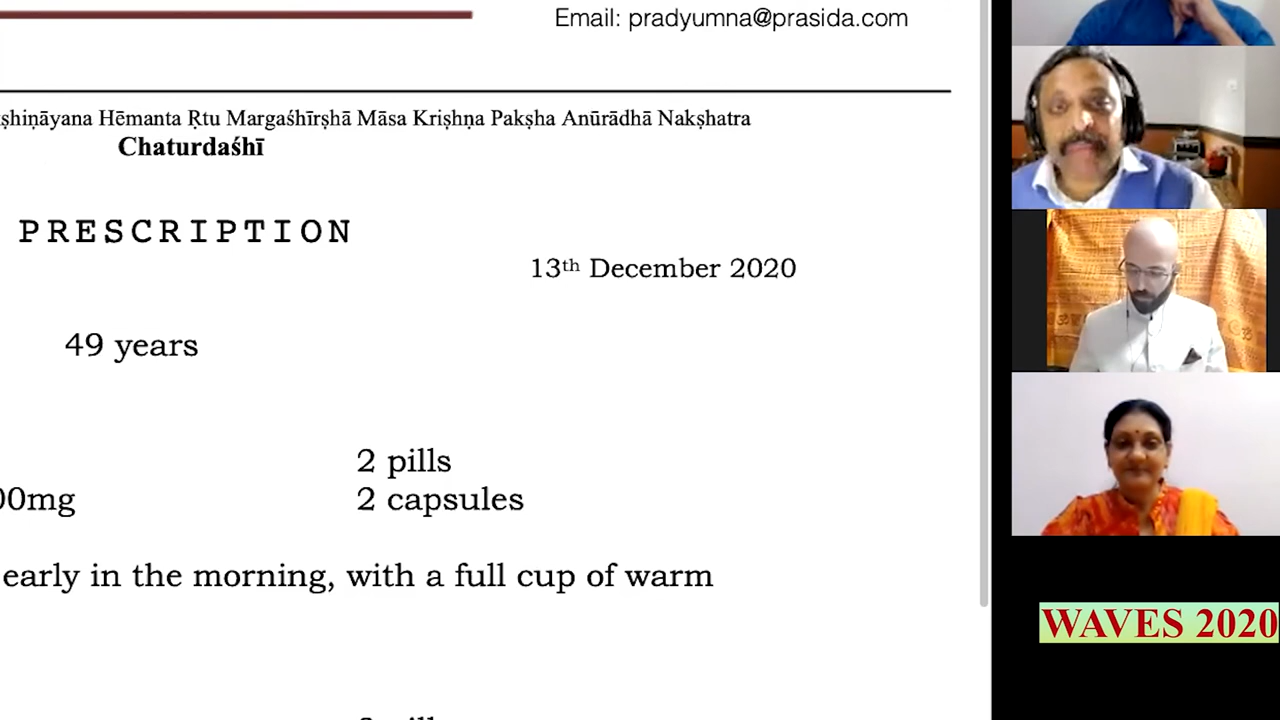 Email: pradyumna@prasida.com
ṣhiṇāyana Hēmanta Ṛtu Margaśhīrṣhā Māsa Kriṣhṇa Pakṣha Anūrādhā Nakṣhatra
Chaturdaśhī
PRESCRIPTION
13th December 2020
49 years
2 pills
00mg 2 capsules
early in the morning, with a full cup of warm
WAVES 2020